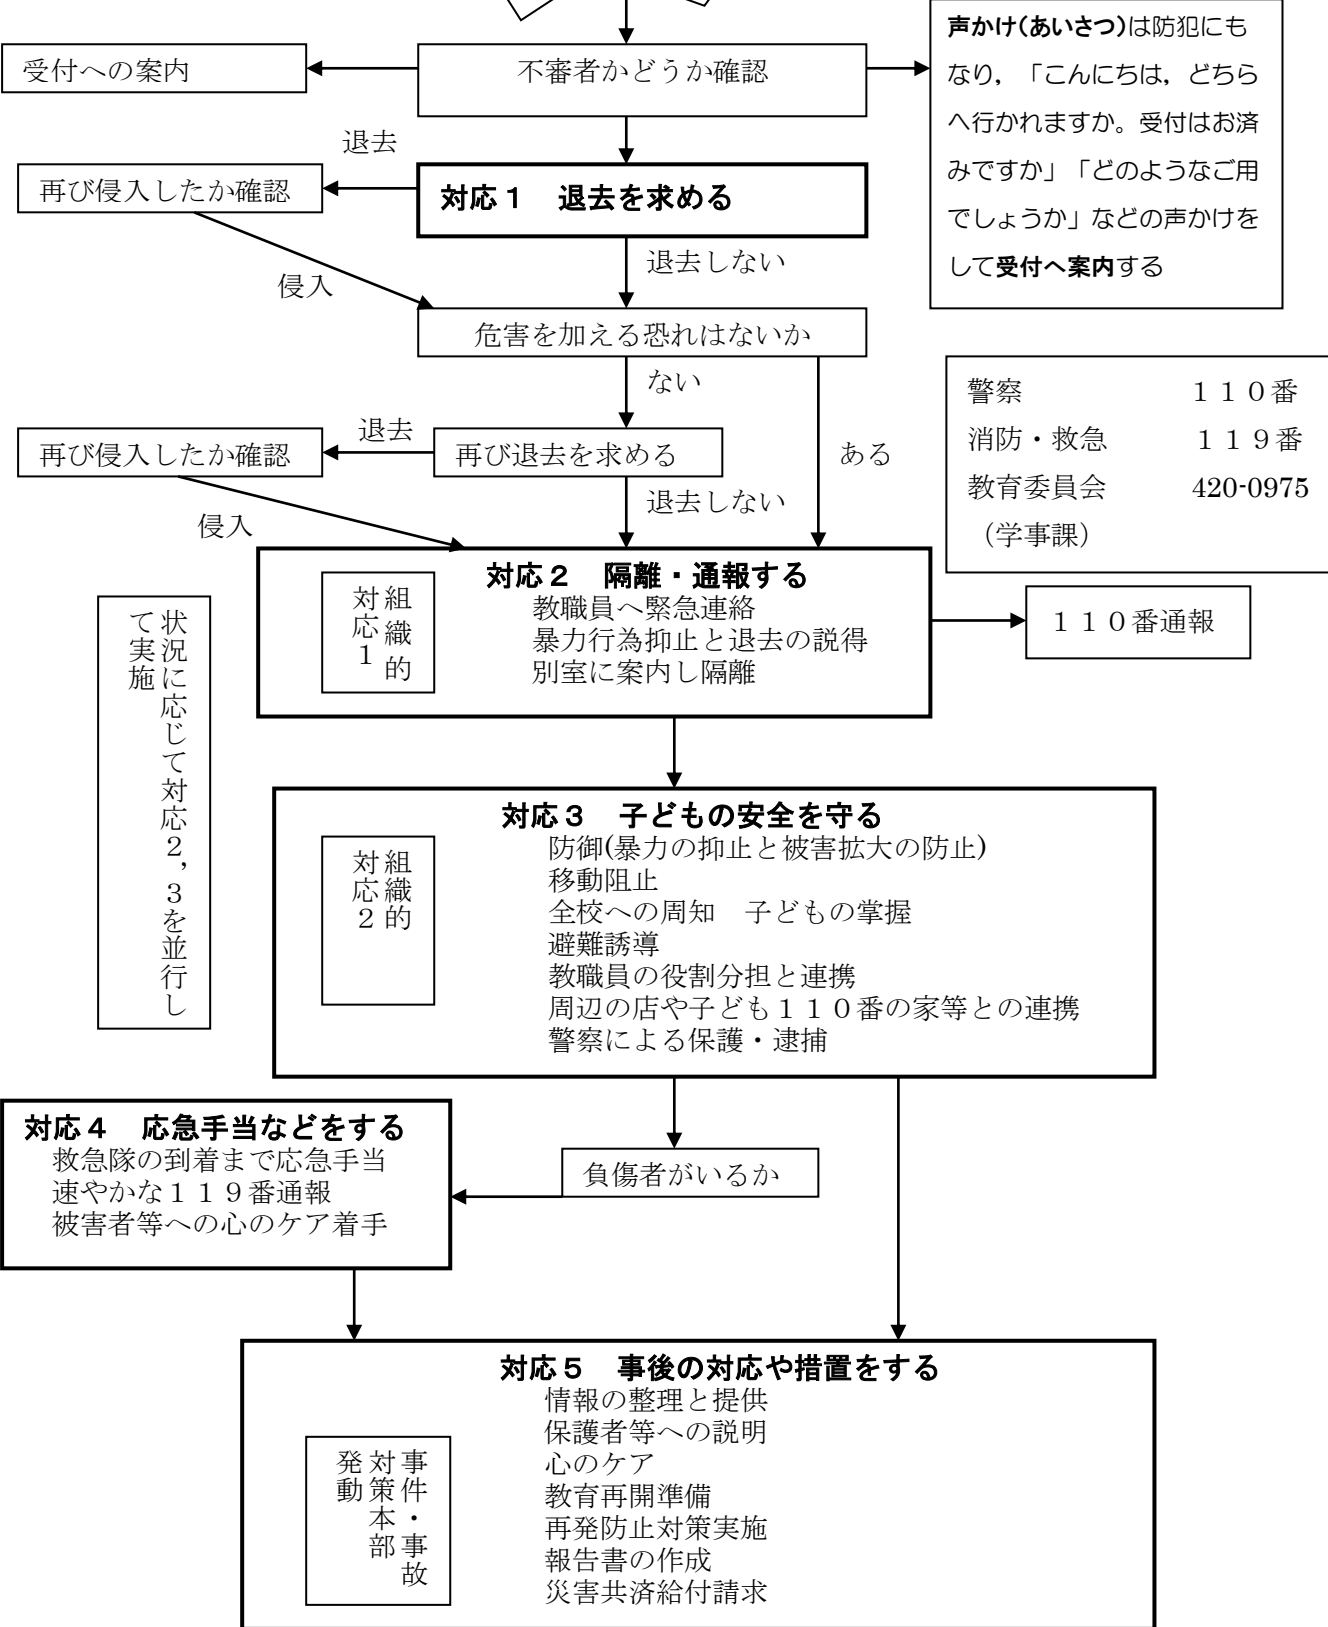 受付への案内
不審者かどうか確認
声かけ(あいさつ)は防犯にも
なり，「こんにちは，どちら
へ行かれますか。受付はお済
みですか」「どのようなご用
でしょうか」などの声かけを
して受付へ案内する
退去
再び侵入したか確認
対応１　退去を求める
退去しない
侵入
危害を加える恐れはないか
ない
ある
警察　１１０番
消防・救急　１１９番
教育委員会　420-0975
（学事課）
再び侵入したか確認
退去
再び退去を求める
退去しない
侵入
対応２　隔離・通報する
組織的
対応１
教職員へ緊急連絡
暴力行為抑止と退去の説得
別室に案内し隔離
１１０番通報
状況に応じて対応２，３を並行し
て実施
対応３　子どもの安全を守る
組織的
対応２
防御(暴力の抑止と被害拡大の防止)
移動阻止
全校への周知　子どもの掌握
避難誘導
教職員の役割分担と連携
周辺の店や子ども１１０番の家等との連携
警察による保護・逮捕
対応４　応急手当などをする
救急隊の到着まで応急手当
速やかな１１９番通報
被害者等への心のケア着手
負傷者がいるか
対応５　事後の対応や措置をする
事件・事故
対策本部
発動
情報の整理と提供
保護者等への説明
心のケア
教育再開準備
再発防止対策実施
報告書の作成
災害共済給付請求